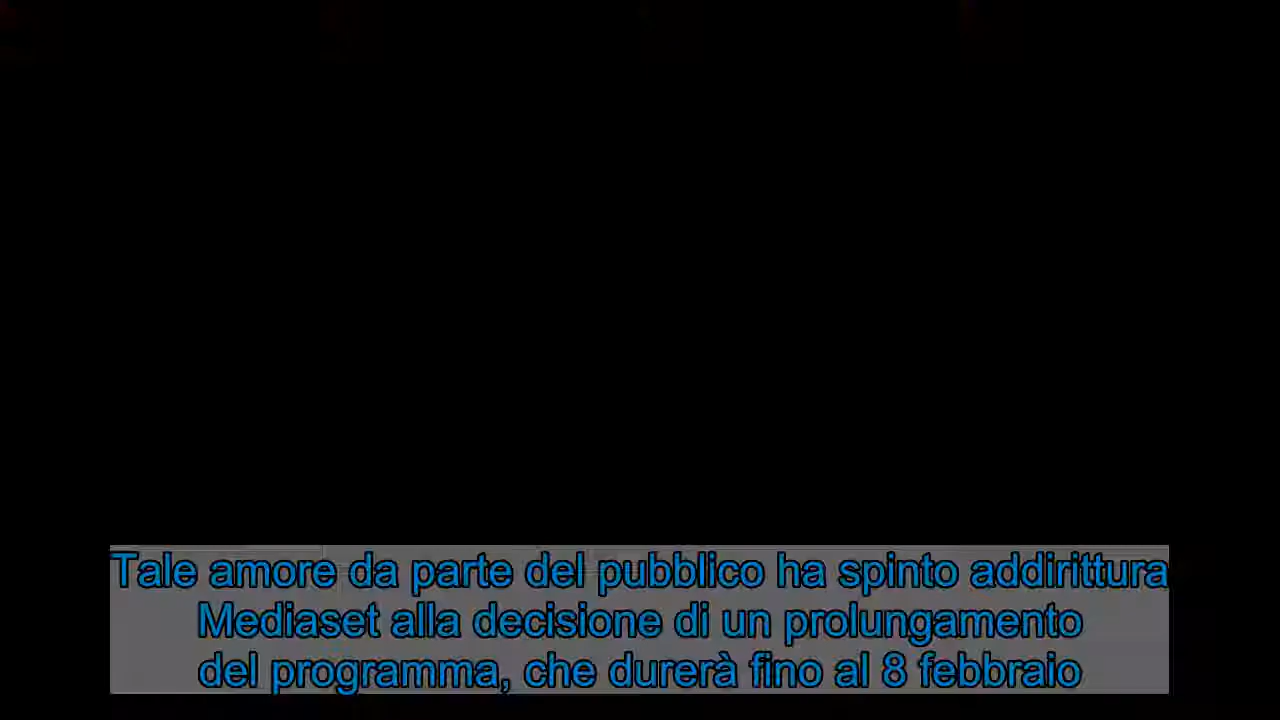 Tale amore da parte del pubblico ha spinto addirittura
Mediaset alla decisione di un prolungamento
del programma, che durerà fino al 8 febbraio